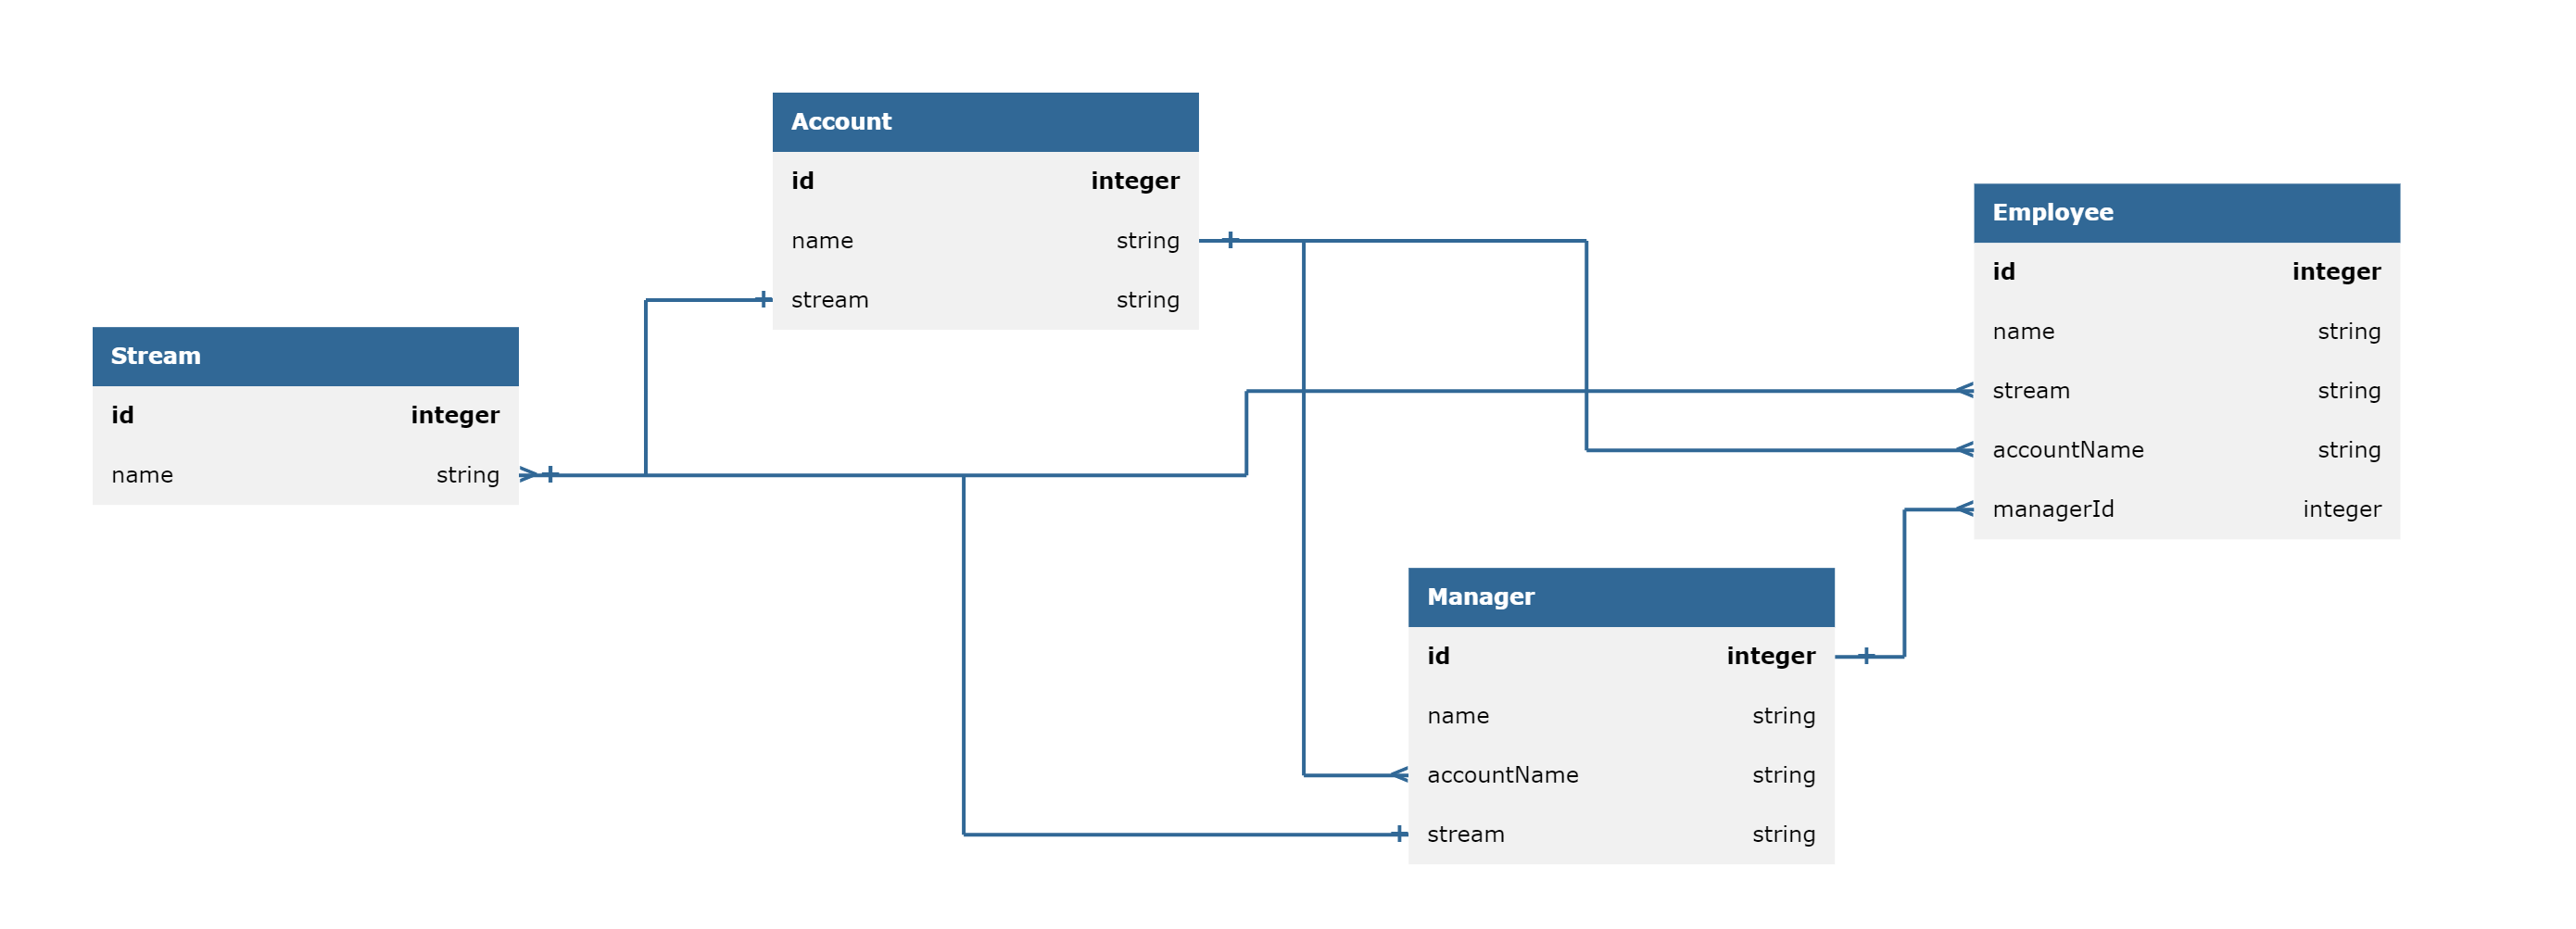 Account
id integer
name string
stream string
Stream
id integer
name string
Employee
id integer
name string
stream string
accountName string
managerId integer
Manager
id integer
name string
accountName string
stream string